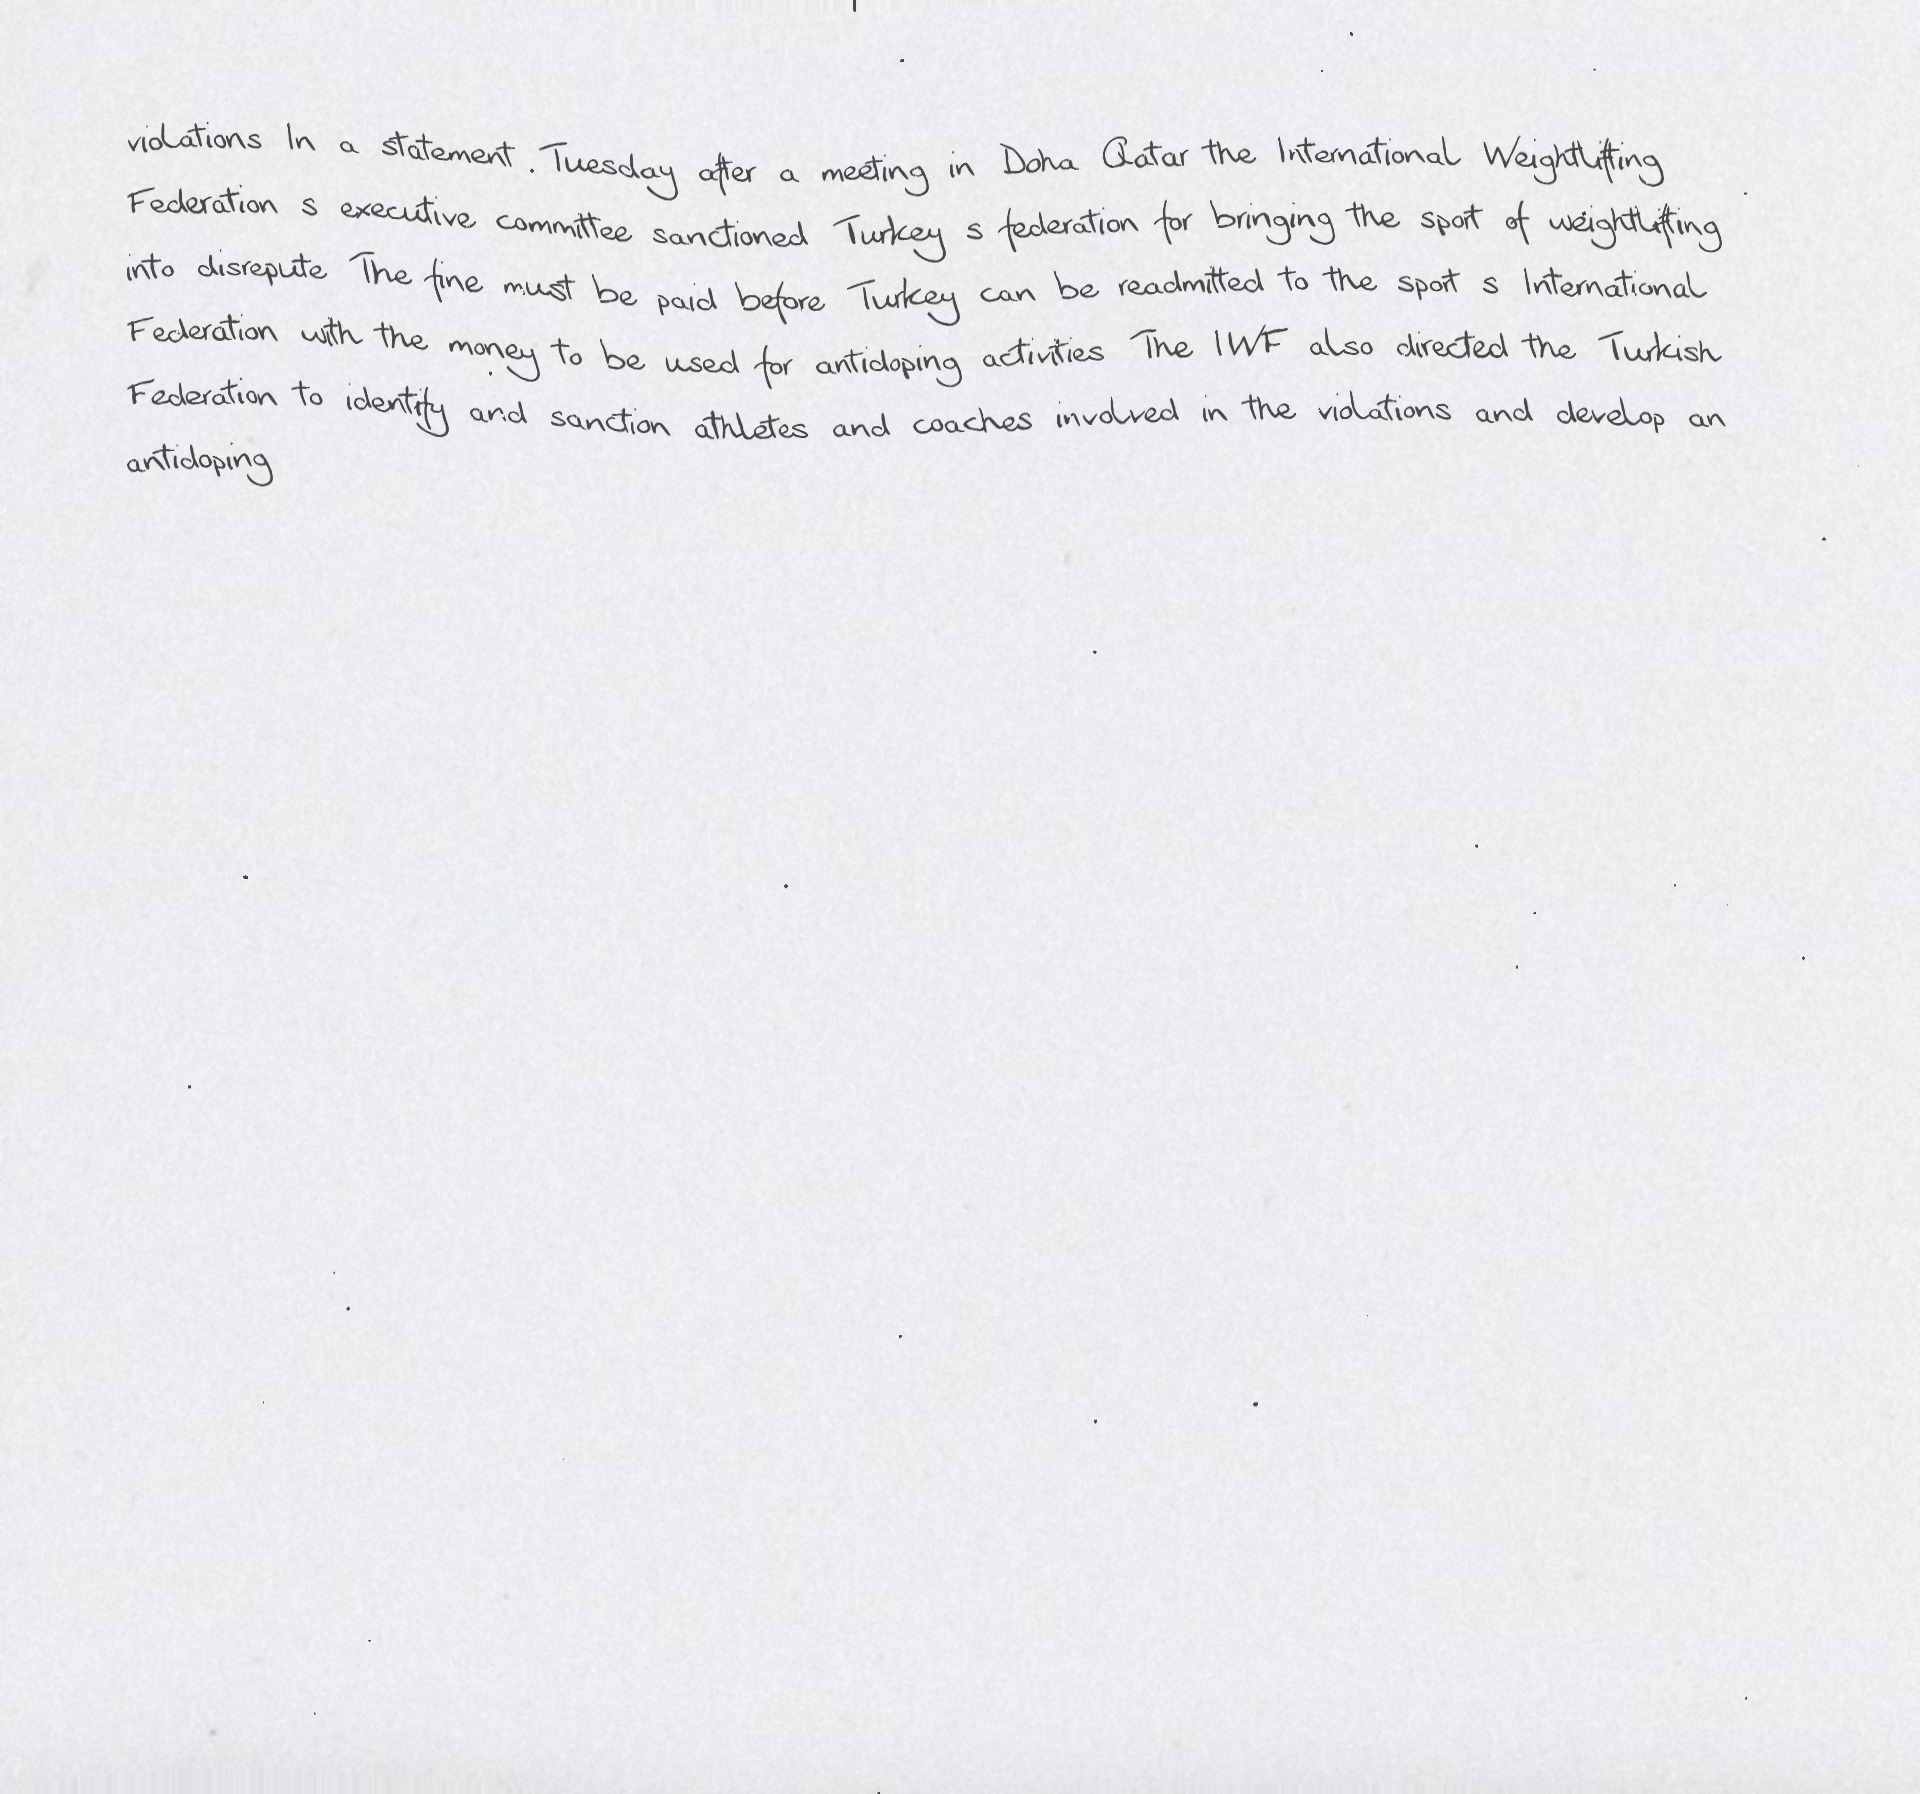 violations In a statement Tuesday after a meeting in Doha Qatar the International Weightlifting
Federation s executive committee sanctioned Turkey s federation for bringing the sport of weightlifting
into disrepute The fine must be paid before Turkey can be readmitted to the sport s International
Federation with the money to be used for antidoping activities The IWF also directed the Turkish
Federation to identify and sanction athletes and coaches involved in the violations and develop an
antidoping